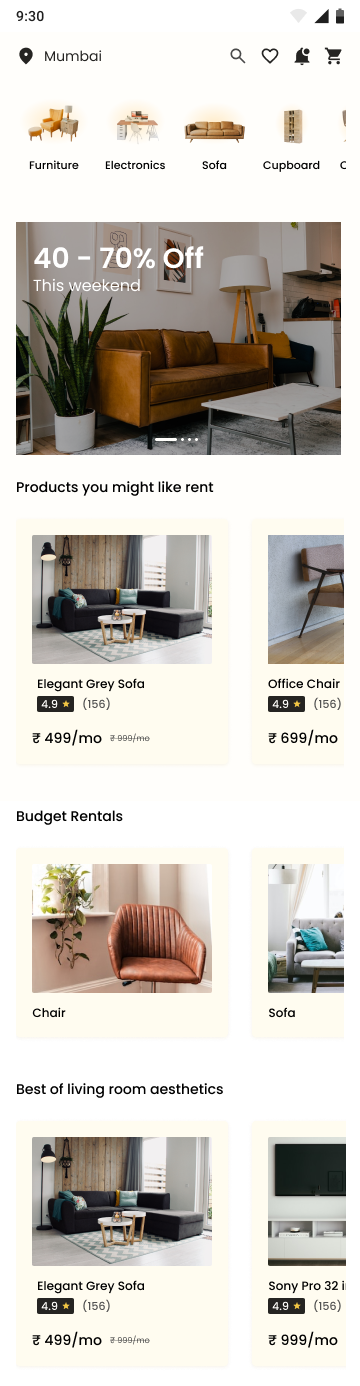 9:30
Mumbai
Furniture
Electronics
Sofa
Cupboard
40 - 70% Off
This weekend
Products you might like rent
Elegant Grey Sofa
4.9 (156)
₹ 499/mo ₹ 999/mo
Office Chair
4.9 (156)
₹ 699/mo
Budget Rentals
Chair
Sofa
Best of living room aesthetics
Elegant Grey Sofa
4.9 (156)
₹ 499/mo ₹ 999/mo
Sony Pro 32
4.9 (156)
₹ 999/mo